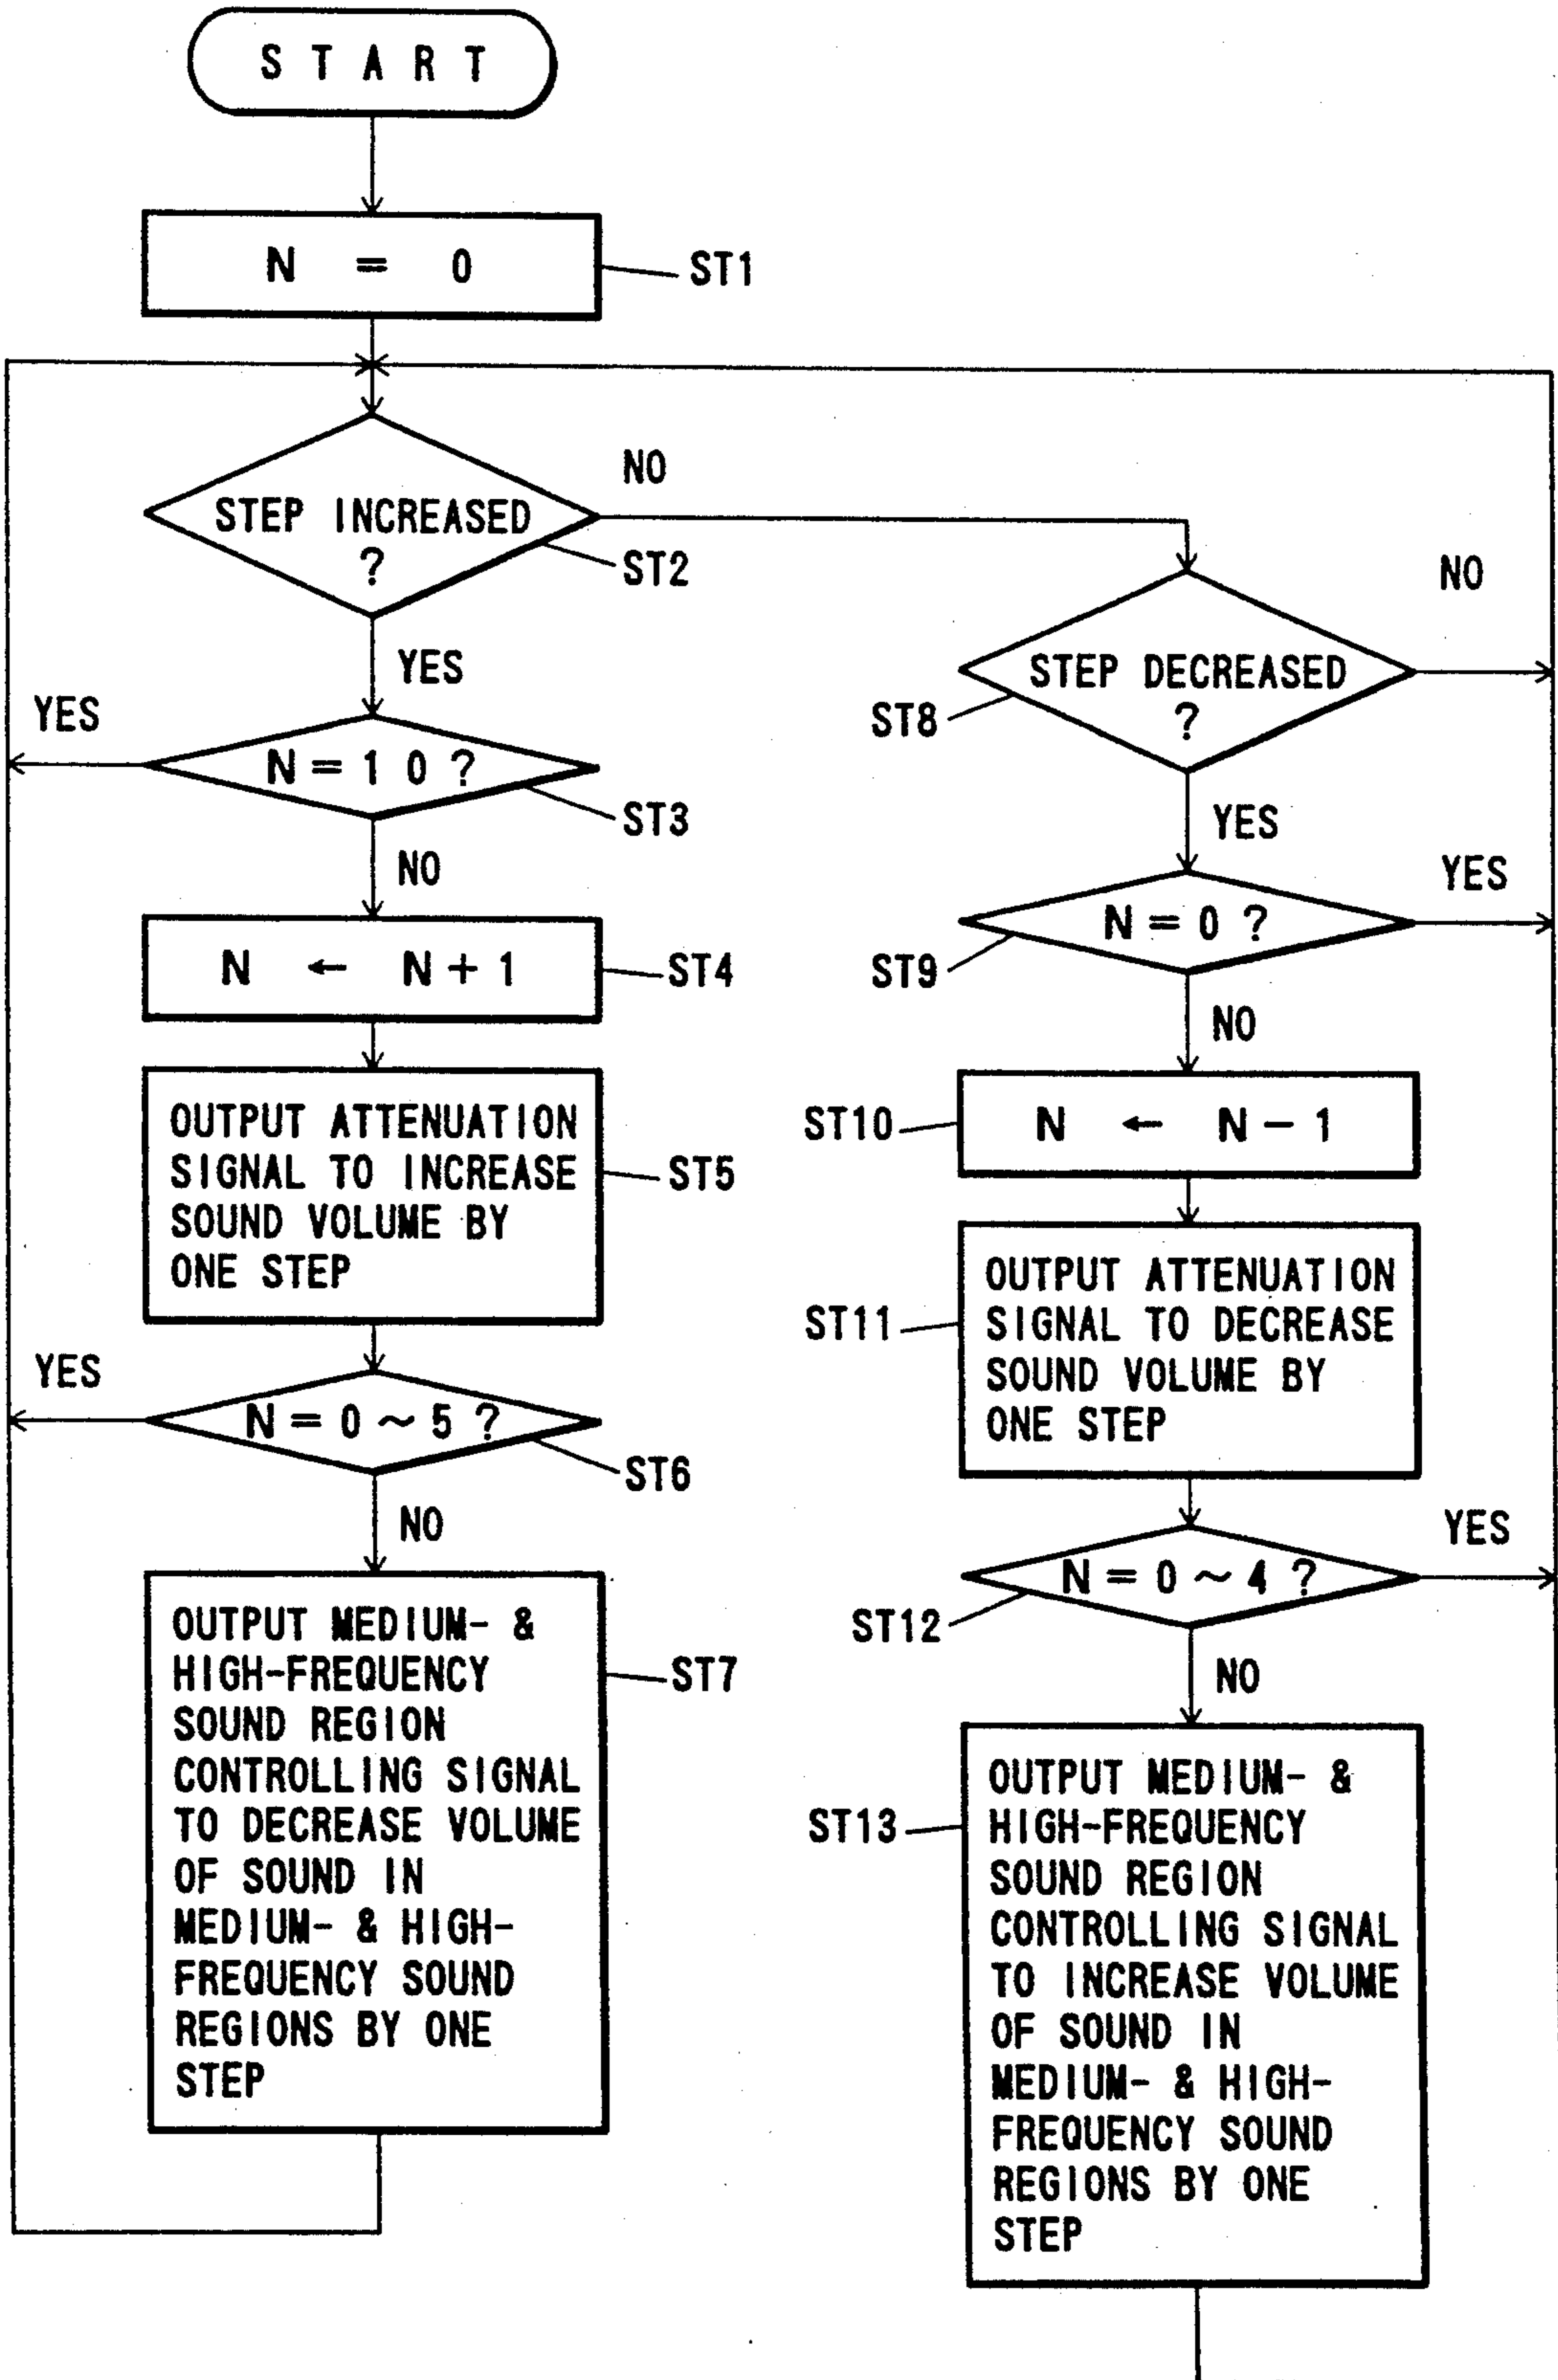 START
N = 0
ST1
STEP INCREASED
?
NO
ST2
YES
N = 10 ?
YES
ST3
NO
N ← N + 1
ST4
OUTPUT ATTENUATION
SIGNAL TO INCREASE
SOUND VOLUME BY
ONE STEP
ST5
N = 0 ~ 5 ?
YES
ST6
NO
OUTPUT MEDIUM- &
HIGH-FREQUENCY
SOUND REGION
CONTROLLING SIGNAL
TO DECREASE VOLUME
OF SOUND IN
MEDIUM- & HIGH-
FREQUENCY SOUND
REGIONS BY ONE
STEP
ST7
STEP DECREASED
?
NO
ST8
YES
N = 0 ?
YES
ST9
NO
N ← N − 1
ST10
OUTPUT ATTENUATION
SIGNAL TO DECREASE
SOUND VOLUME BY
ONE STEP
ST11
N = 0 ~ 4 ?
YES
ST12
NO
OUTPUT MEDIUM- &
HIGH-FREQUENCY
SOUND REGION
CONTROLLING SIGNAL
TO INCREASE VOLUME
OF SOUND IN
MEDIUM- & HIGH-
FREQUENCY SOUND
REGIONS BY ONE
STEP
ST13